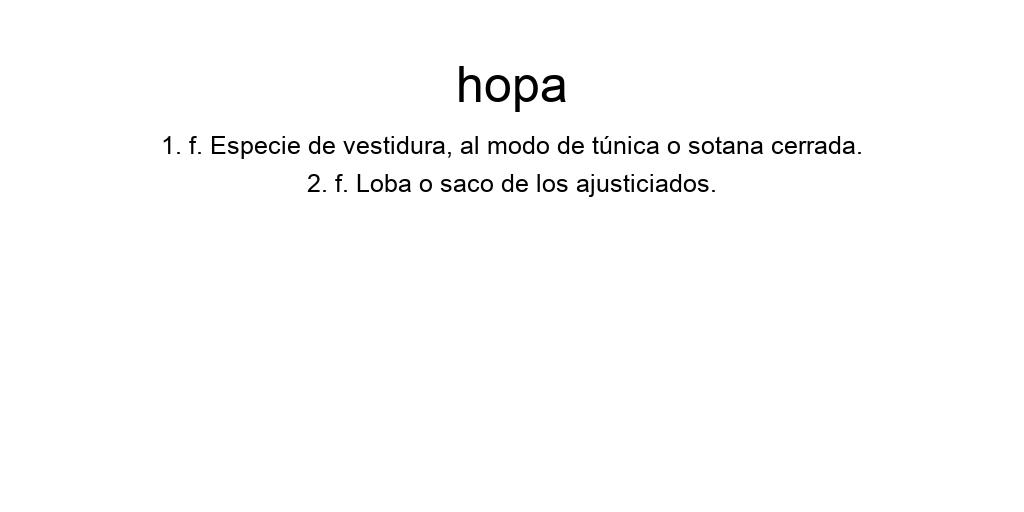 hopa
1. f. Especie de vestidura, al modo de túnica o sotana cerrada.
2. f. Loba o saco de los ajusticiados.